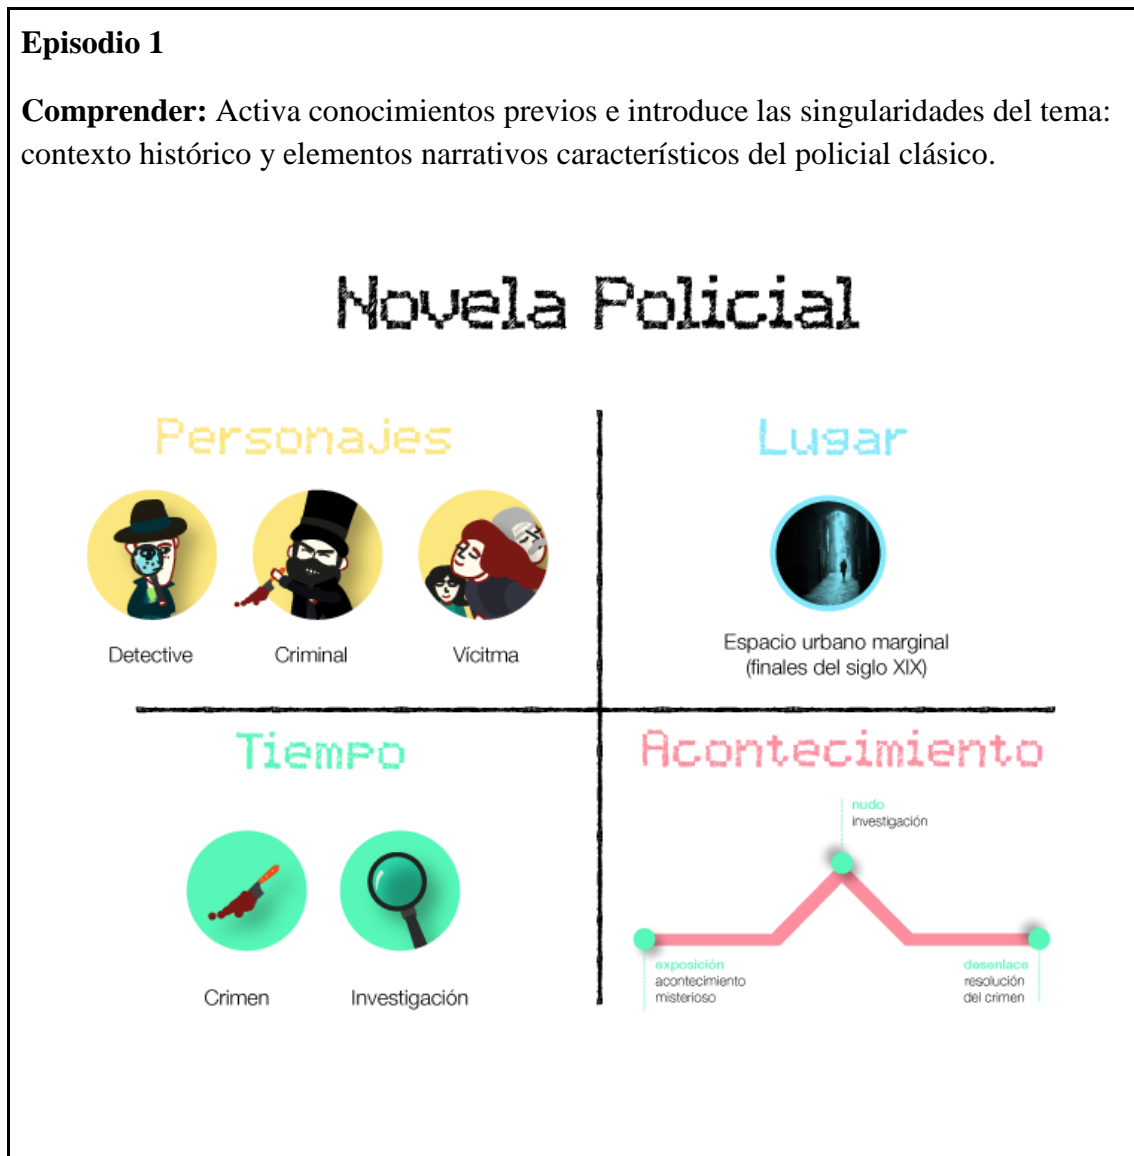 Episodio 1
Comprender: Activa conocimientos previos e introduce las singularidades del tema:
contexto histórico y elementos narrativos característicos del policial clásico.
Novela Policial
Personajes
Detective
Criminal
Vícitma
Lugar
Espacio urbano marginal
(finales del siglo XIX)
Tiempo
Crimen
Investigación
Acontecimiento
nudo
investigación
exposición
acontecimiento
misterioso
desenlace
resolución
del crimen